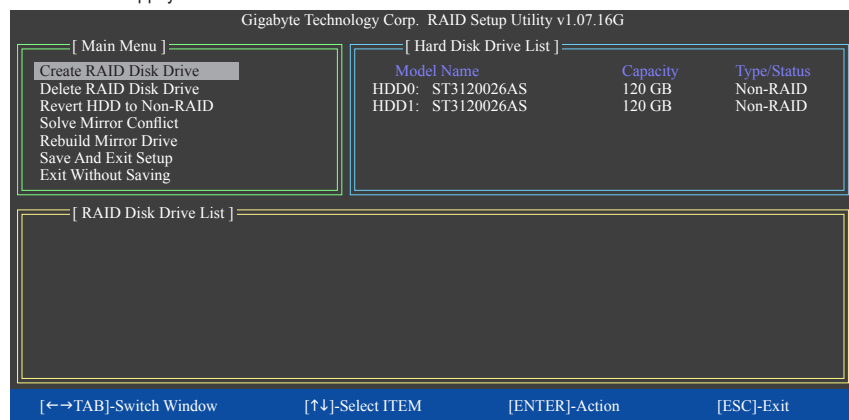 Gigabyte Technology Corp. RAID Setup Utility v1.07.16G
[ Main Menu ]
Create RAID Disk Drive
Delete RAID Disk Drive
Revert HDD to Non-RAID
Solve Mirror Conflict
Rebuild Mirror Drive
Save And Exit Setup
Exit Without Saving
[ Hard Disk Drive List ]
Model Name Capacity Type/Status
HDD0: ST3120026AS 120 GB Non-RAID
HDD1: ST3120026AS 120 GB Non-RAID
[ RAID Disk Drive List ]
[←→TAB]-Switch Window [↑↓]-Select ITEM [ENTER]-Action [ESC]-Exit